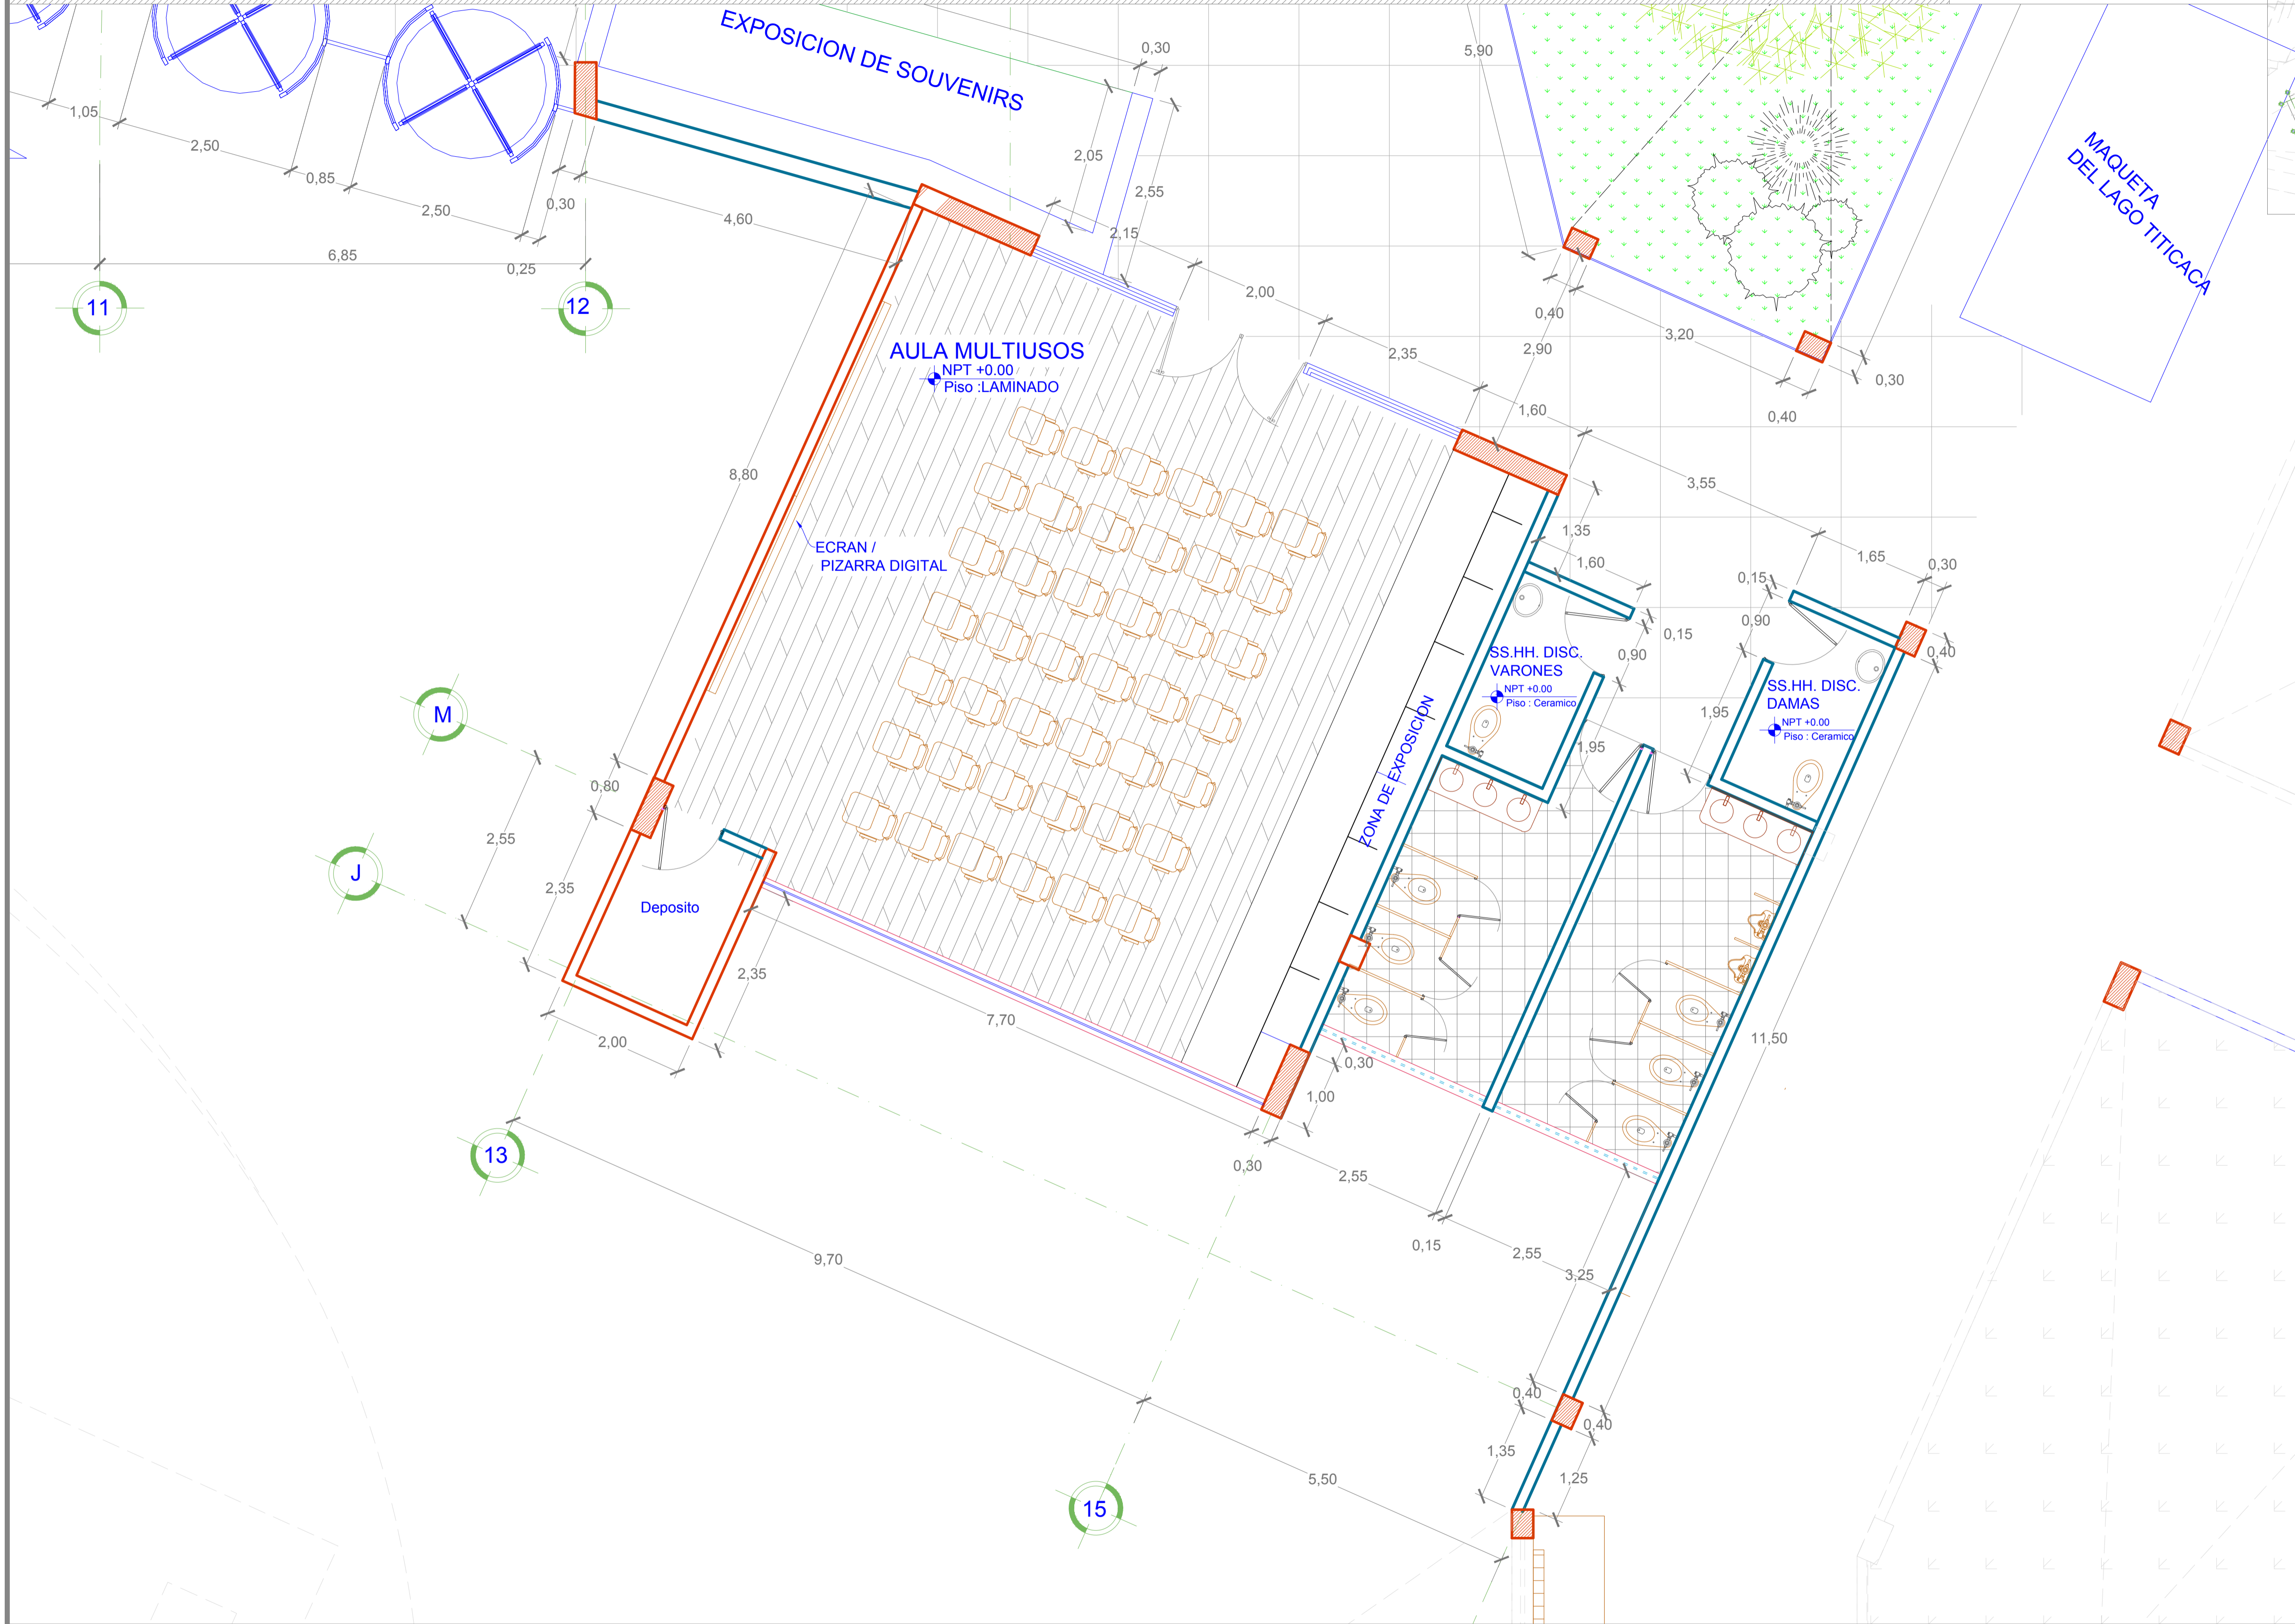 EXPOSICION DE SOUVENIRS
0,30
5,90
1,05
2,50
0,85
2,50
0,30
4,60
2,05
2,55
2,15
6,85
0,25
11
12
2,00
2,35
0,40
2,90
3,20
0,30
0,40
MAQUETA
DEL LAGO TITICACA
AULA MULTIUSOS
NPT +0.00
Piso :LAMINADO
1,60
3,55
8,80
ECRAN /
PIZARRA DIGITAL
1,35
1,60
1,65
0,30
0,15
0,90
0,15
0,90
0,40
SS.HH. DISC.
VARONES
NPT +0.00
Piso : Ceramico
SS.HH. DISC.
DAMAS
NPT +0.00
Piso : Ceramico
1,95
1,95
ZONA DE EXPOSICION
M
0,80
2,55
J
2,35
Deposito
2,35
7,70
2,00
11,50
0,30
1,00
13
0,30
2,55
0,15
2,55
3,25
9,70
0,40
0,40
1,35
1,25
5,50
15